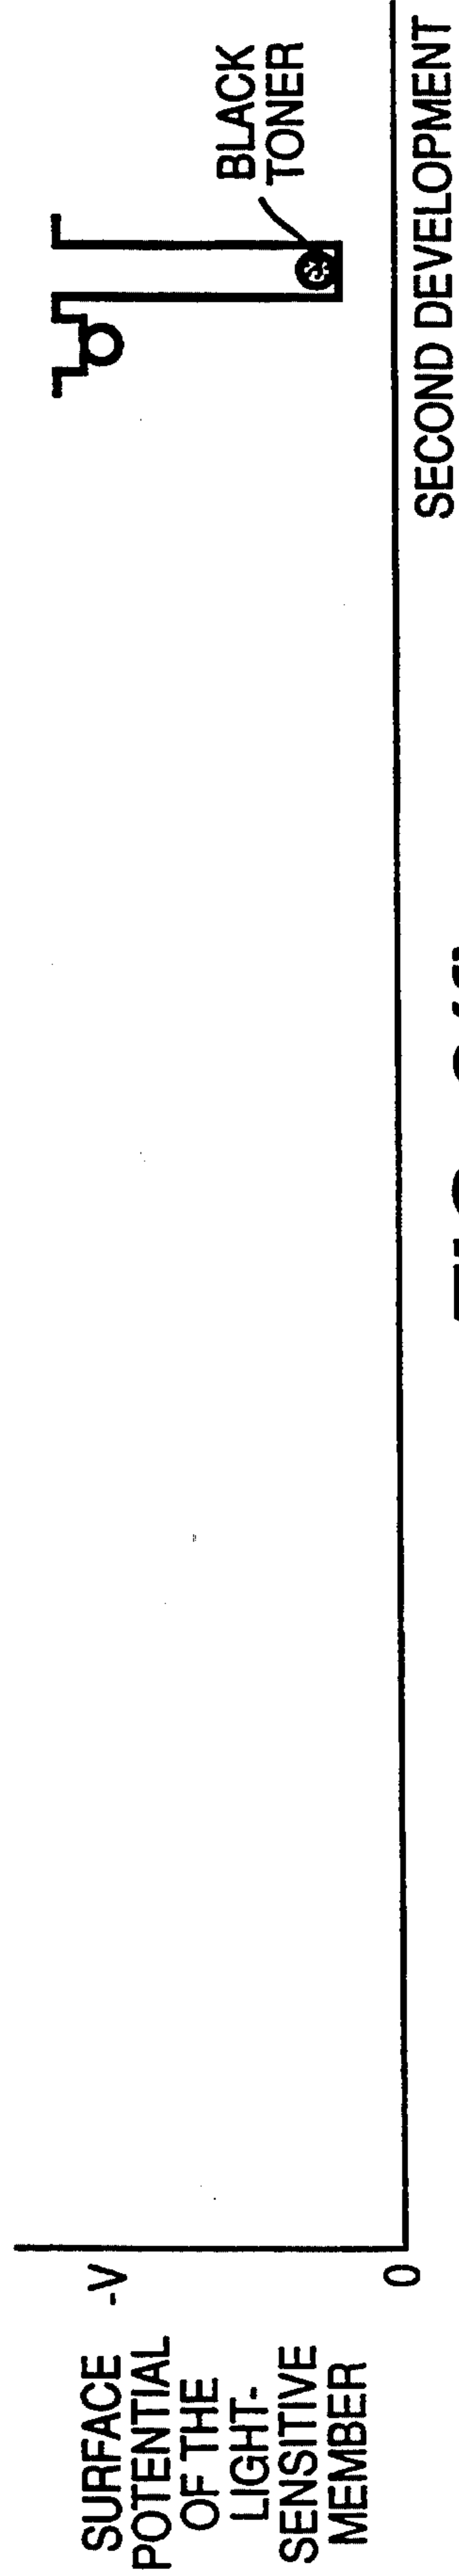 SURFACE
POTENTIAL
OF THE
LIGHT-
SENSITIVE
MEMBER
-V
0
BLACK
TONER
SECOND DEVELOPMENT